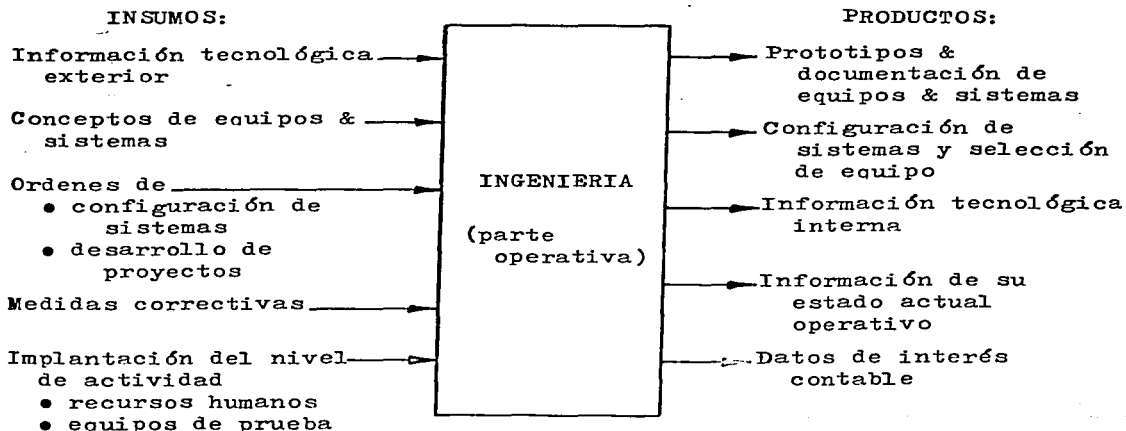 INSUMOS:
Información tecnológica
exterior
Conceptos de equipos &
sistemas
Ordenes de
• configuración de
sistemas
• desarrollo de
proyectos
Medidas correctivas
Implantación del nivel
de actividad
• recursos humanos
• equipos de prueba
INGENIERIA
(parte
operativa)
PRODUCTOS:
Prototipos &
documentación de
equipos & sistemas
Configuración de
sistemas y selección
de equipo
Información tecnológica
interna
Información de su
estado actual
operativo
Datos de interés
contable